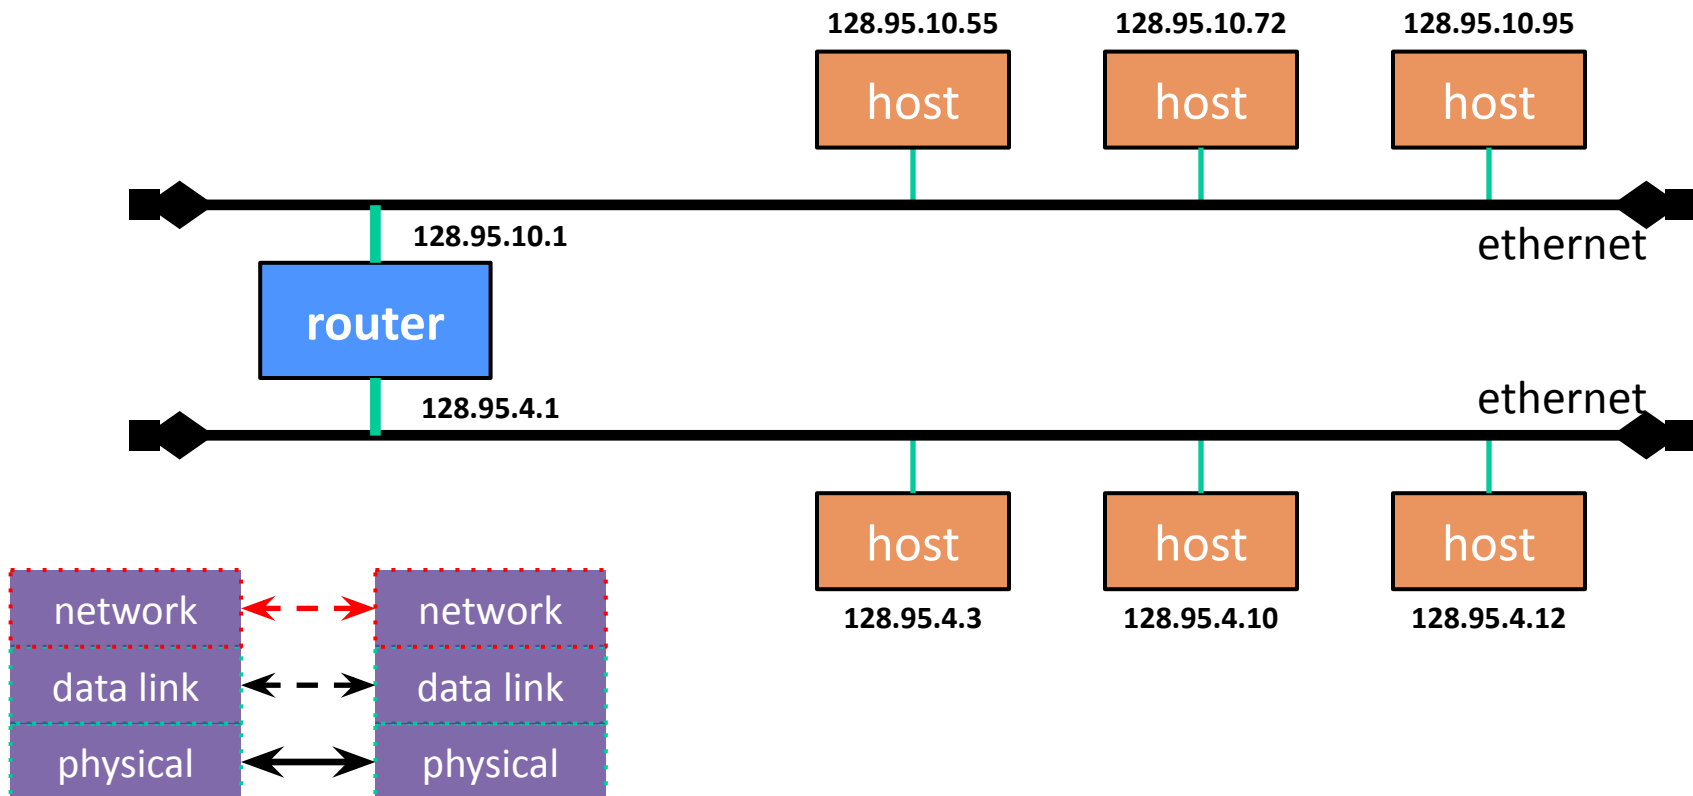 128.95.10.55 128.95.10.72 128.95.10.95
host host host
128.95.10.1
ethernet
router
128.95.4.1
ethernet
host host host
128.95.4.3 128.95.4.10 128.95.4.12
network network
data link data link
physical physical